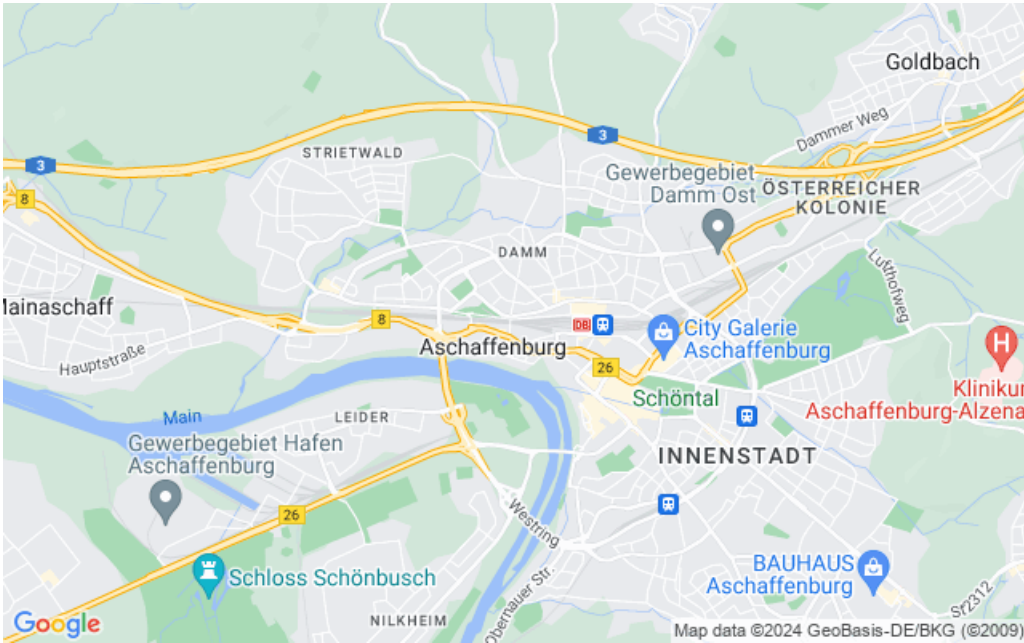 Goldbach
Dammer Weg
3
3
STRIETWALD
Gewerbegebiet
Damm Ost
ÖSTERREICHER
KOLONIE
8
DAMM
Lufthofweg
Mainaschaff
8
DB
City Galerie
Aschaffenburg
H
Aschaffenburg
Hauptstraße
26
Klinikum
Aschaffenburg-Alzena
Schöntal
Main
LEIDER
Gewerbegebiet Hafen
Aschaffenburg
INNENSTADT
26
Westring
BAUHAUS
Aschaffenburg
Schloss Schönbusch
Obernauer Str.
Sr2312
NILKHEIM
Google
Map data ©2024 GeoBasis-DE/BKG (©2009)